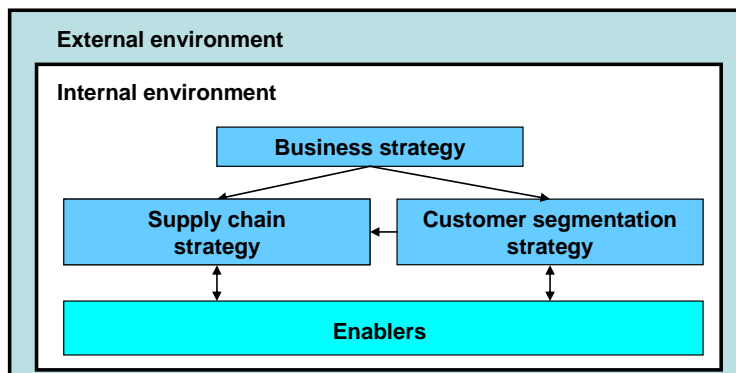 External environment
Internal environment
Business strategy
Supply chain
strategy
Customer segmentation
strategy
Enablers